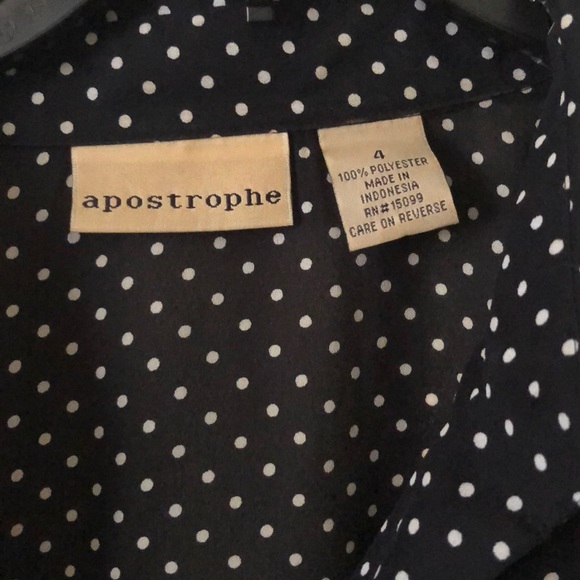 apostrophe
4
100% POLYESTER
MADE IN
INDONESIA
RN#15099
CARE ON REVERSE